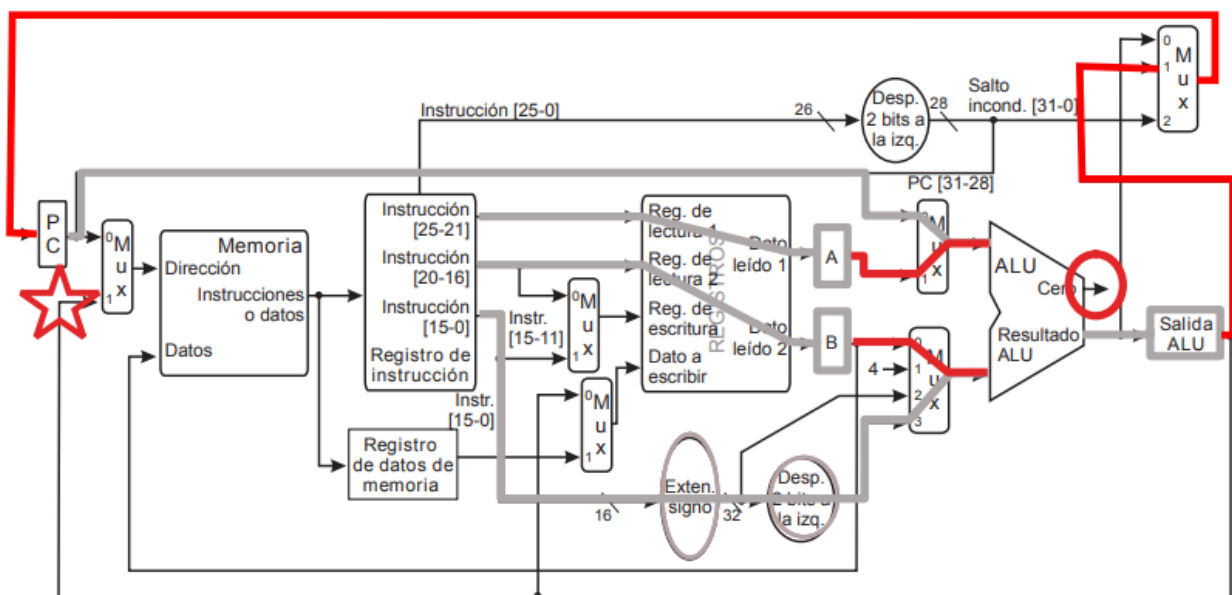 0
1
2
M
u
x
Instrucción [25-0]
26
Desp.
2 bits a
la izq.
28
Salto
incond. [31-0]
PC [31-28]
P
C
0
1
M
u
x
Memoria
Dirección
Instrucciones
o datos
Datos
Instrucción
[25-21]
Instrucción
[20-16]
Instrucción
[15-0]
Registro de
instrucción
Instr.
[15-11]
Instr.
[15-0]
0
1
M
u
x
0
1
M
u
x
Registro
de datos de
memoria
Reg. de
lectura 1
Reg. de
lectura 2
Reg. de
escritura
Dato a
escribir
REGISTROS
Dato
leído 1
Dato
leído 2
A
B
0
1
M
u
x
4
0
1
2
3
M
u
x
ALU
Cero
Resultado
ALU
Salida
ALU
16
Exten.
signo
32
Desp.
2 bits a
la izq.